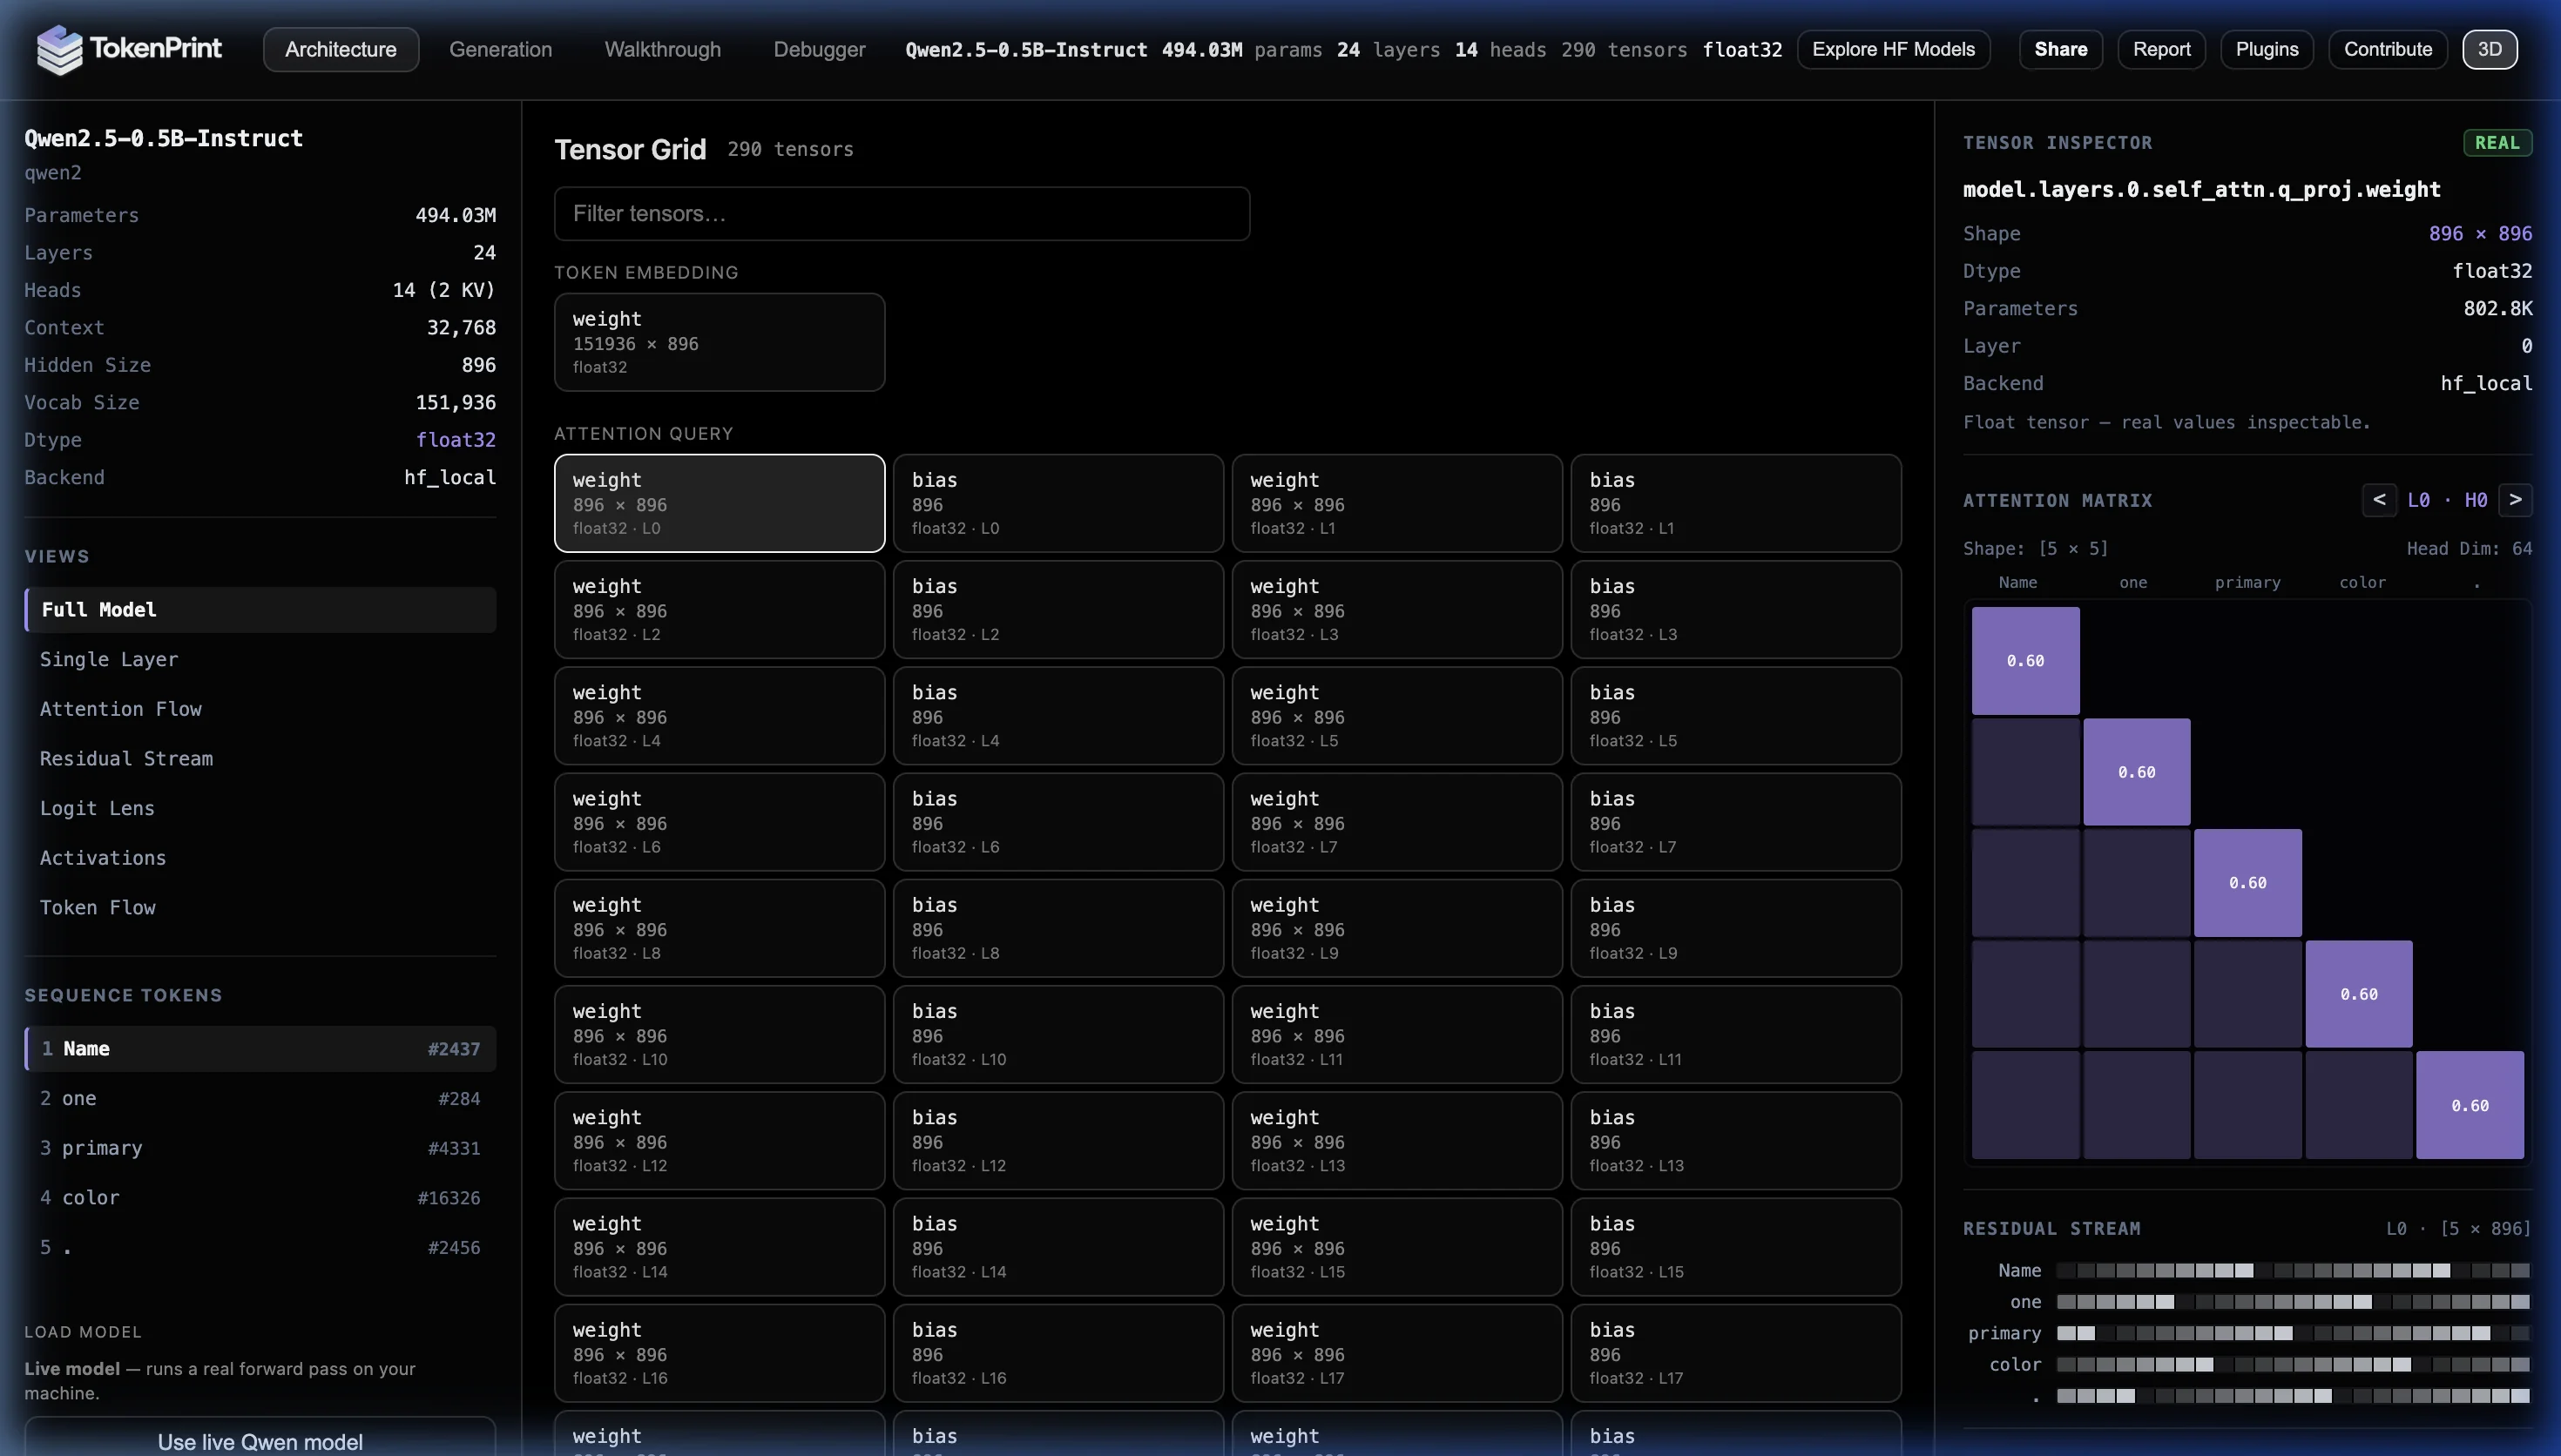 TokenPrint
Architecture Generation Walkthrough Debugger Qwen2.5-0.5B-Instruct 494.03M params 24 layers 14 heads 290 tensors float32 Explore HF Models Share Report Plugins Contribute 3D
Qwen2.5-0.5B-Instruct
qwen2
Parameters 494.03M
Layers 24
Heads 14 (2 KV)
Context 32,768
Hidden Size 896
Vocab Size 151,936
Dtype float32
Backend hf_local
VIEWS
Full Model
Single Layer
Attention Flow
Residual Stream
Logit Lens
Activations
Token Flow
SEQUENCE TOKENS
1 Name #2437
2 one #284
3 primary #4331
4 color #16326
5 . #2456
LOAD MODEL
Live model — runs a real forward pass on your
machine.
Use live Qwen model
Tensor Grid 290 tensors
Filter tensors…
TOKEN EMBEDDING
weight
151936 × 896
float32
ATTENTION QUERY
weight bias weight bias
896 × 896 896 896 × 896 896
float32 · L0 float32 · L0 float32 · L1 float32 · L1
weight bias weight bias
896 × 896 896 896 × 896 896
float32 · L2 float32 · L2 float32 · L3 float32 · L3
weight bias weight bias
896 × 896 896 896 × 896 896
float32 · L4 float32 · L4 float32 · L5 float32 · L5
weight bias weight bias
896 × 896 896 896 × 896 896
float32 · L6 float32 · L6 float32 · L7 float32 · L7
weight bias weight bias
896 × 896 896 896 × 896 896
float32 · L8 float32 · L8 float32 · L9 float32 · L9
weight bias weight bias
896 × 896 896 896 × 896 896
float32 · L10 float32 · L10 float32 · L11 float32 · L11
weight bias weight bias
896 × 896 896 896 × 896 896
float32 · L12 float32 · L12 float32 · L13 float32 · L13
weight bias weight bias
896 × 896 896 896 × 896 896
float32 · L14 float32 · L14 float32 · L15 float32 · L15
weight bias weight bias
896 × 896 896 896 × 896 896
float32 · L16 float32 · L16 float32 · L17 float32 · L17
weight bias weight bias
TENSOR INSPECTOR REAL
model.layers.0.self_attn.q_proj.weight
Shape 896 × 896
Dtype float32
Parameters 802.8K
Layer 0
Backend hf_local
Float tensor — real values inspectable.
ATTENTION MATRIX < L0 · H0 >
Shape: [5 × 5] Head Dim: 64
Name one primary color .
0.60
0.60
0.60
0.60
0.60
RESIDUAL STREAM L0 · [5 × 896]
Name
one
primary
color
.